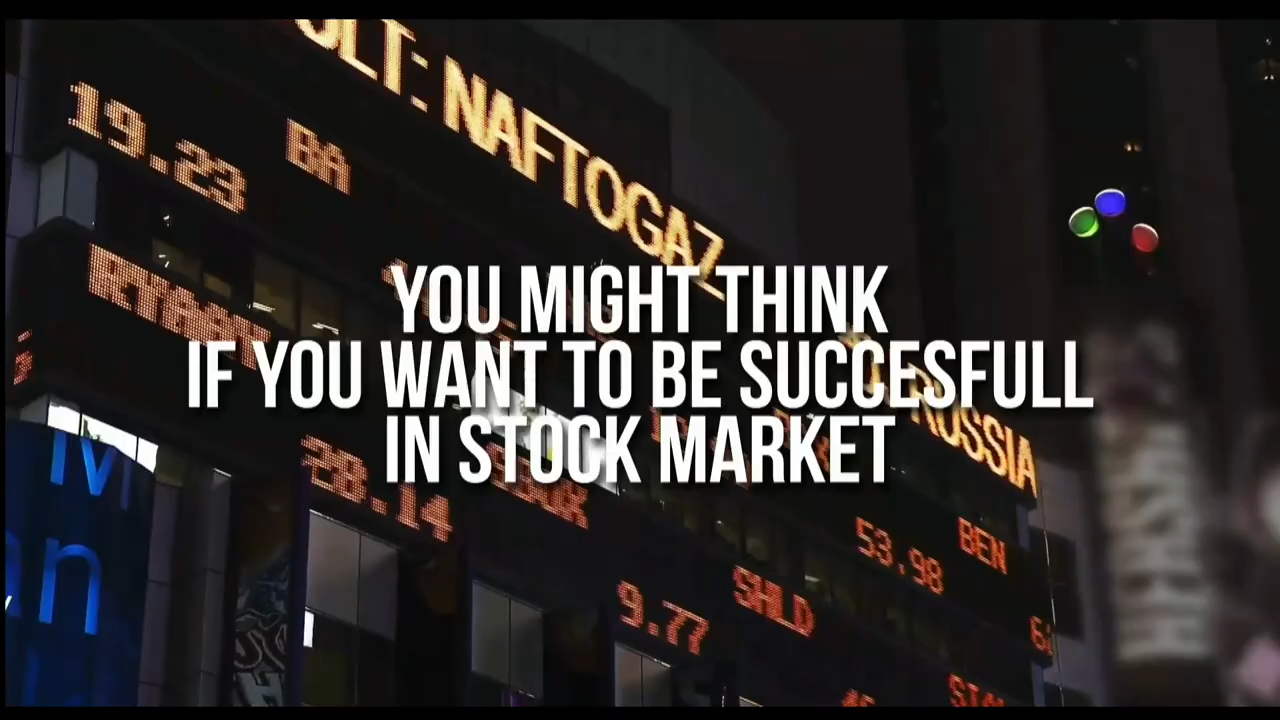 NAFTOGAZ
19.23 BA
YOU MIGHT THINK
IF YOU WANT TO BE SUCCESFULL
IN STOCK MARKET
RUSSIA
28.14
53.98 BEN
9.77 SHLD